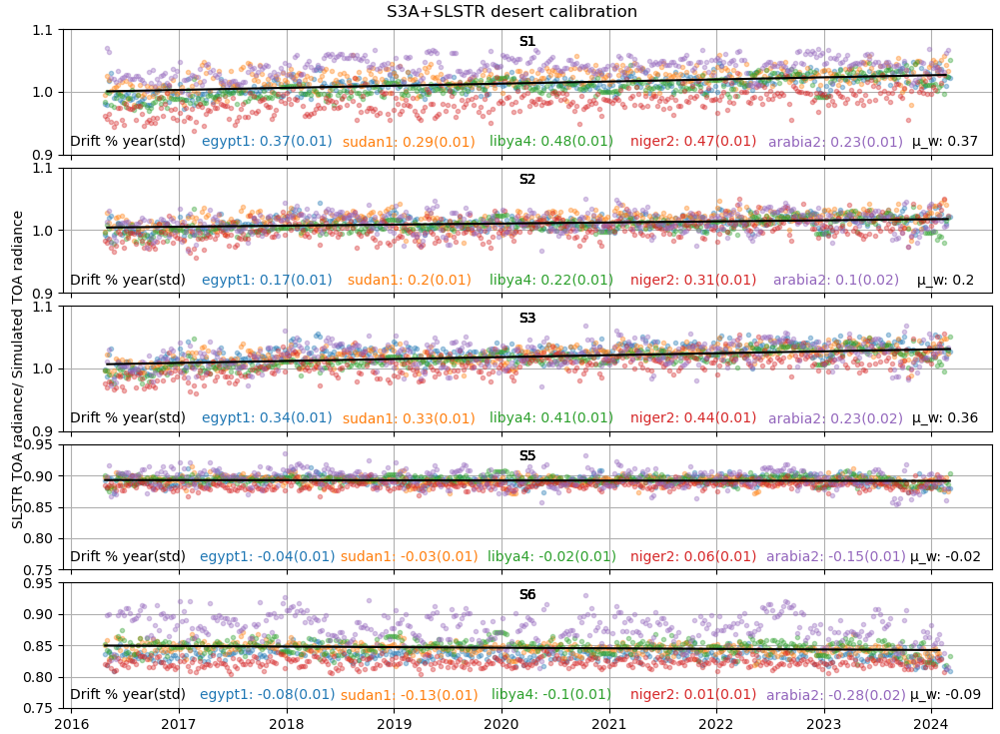 S3A+SLSTR desert calibration
SLSTR TOA radiance/ Simulated TOA radiance
1.1
S1
1.0
Drift % year(std) egypt1: 0.37(0.01) sudan1: 0.29(0.01) libya4: 0.48(0.01) niger2: 0.47(0.01) arabia2: 0.23(0.01) μ_w: 0.37
0.9
1.1
S2
1.0
Drift % year(std) egypt1: 0.17(0.01) sudan1: 0.2(0.01) libya4: 0.22(0.01) niger2: 0.31(0.01) arabia2: 0.1(0.02) μ_w: 0.2
0.9
1.1
S3
1.0
Drift % year(std) egypt1: 0.34(0.01) sudan1: 0.33(0.01) libya4: 0.41(0.01) niger2: 0.44(0.01) arabia2: 0.23(0.02) μ_w: 0.36
0.9
0.95
S5
0.90
0.85
0.80
Drift % year(std) egypt1: -0.04(0.01) sudan1: -0.03(0.01) libya4: -0.02(0.01) niger2: 0.06(0.01) arabia2: -0.15(0.01) μ_w: -0.02
0.75
0.95
S6
0.90
0.85
0.80
Drift % year(std) egypt1: -0.08(0.01) sudan1: -0.13(0.01) libya4: -0.1(0.01) niger2: 0.01(0.01) arabia2: -0.28(0.02) μ_w: -0.09
0.75
2016 2017 2018 2019 2020 2021 2022 2023 2024